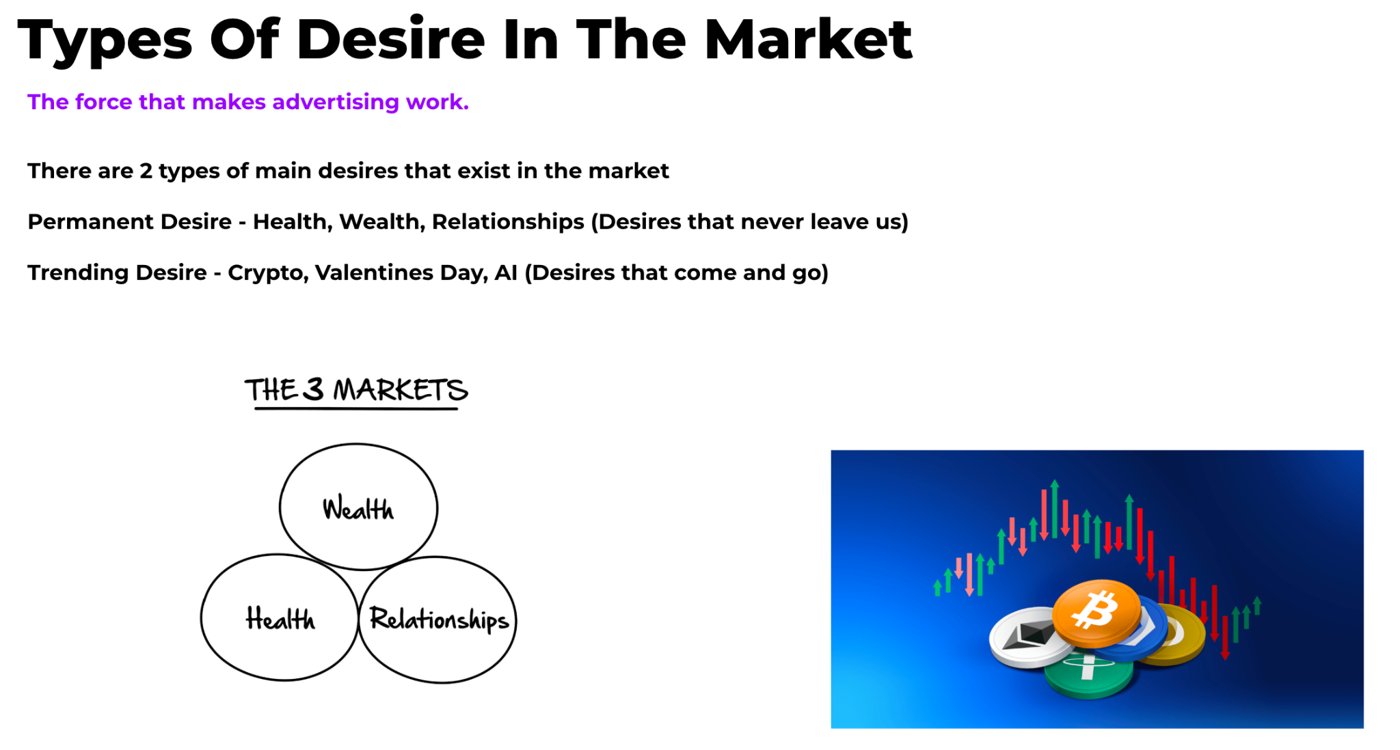 Types Of Desire In The Market
The force that makes advertising work.
There are 2 types of main desires that exist in the market
Permanent Desire - Health, Wealth, Relationships (Desires that never leave us)
Trending Desire - Crypto, Valentines Day, AI (Desires that come and go)
THE 3 MARKETS
Wealth
Health
Relationships